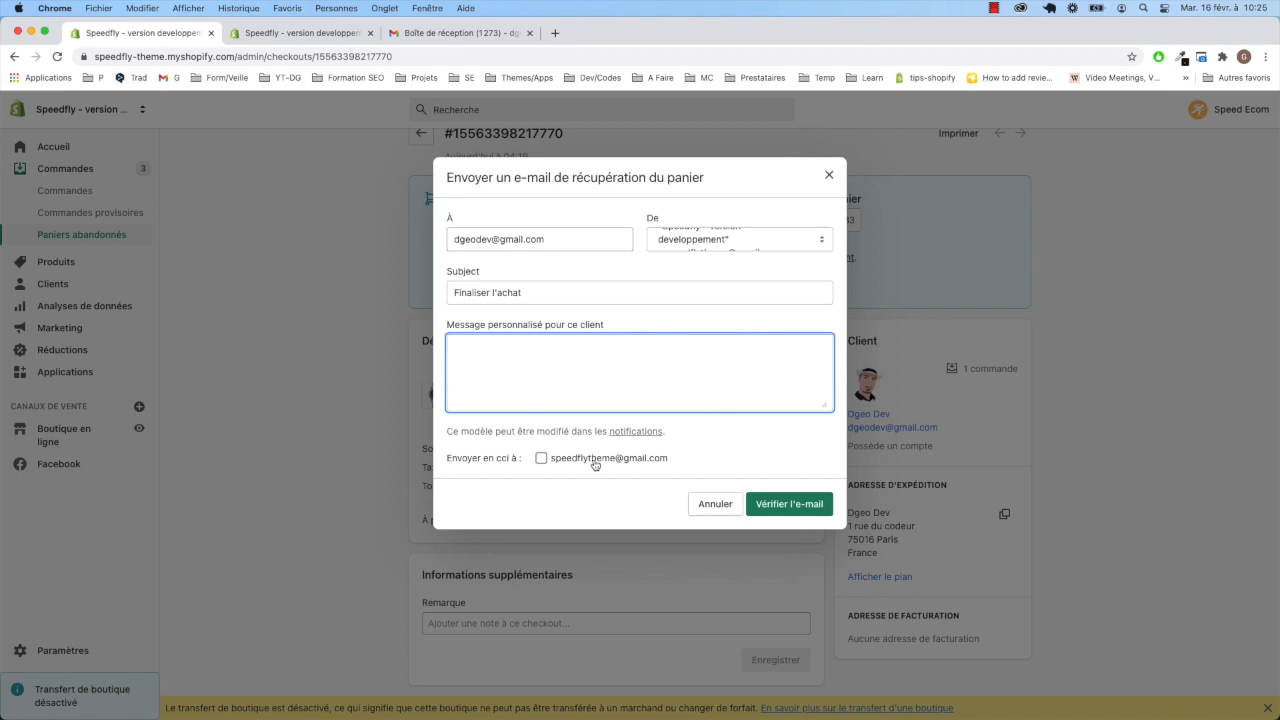 Chrome Fichier Modifier Afficher Historique Favoris Personnes Onglet Fenêtre Aide Mar. 16 févr. à 10:25
Speedfly - version developpem Speedfly - version developpem Boîte de réception (1 273) - dg
speedfly-theme.myshopify.com/admin/checkouts/15563398217770 G
Applications P Trad G Form/Veille YT-DG Formation SEO Projets SE Themes/Apps Dev/Codes A Faire MC Prestataires Temp Learn tips-shopify How to add revie... Video Meetings, V... » Autres favoris
Speedfly - version ... Recherche Speed Ecom
#15563398217770 Imprimer
Aujourd'hui à 04:19
Accueil
Commandes 3
Commandes
Commandes provisoires
Paniers abandonnés
Produits
Clients
Analyses de données
Marketing
Réductions
Applications
CANAUX DE VENTE
Boutique en
ligne
Facebook
Paramètres
Transfert de boutique
désactivé
Envoyer un e-mail de récupération du panier
À De
dgeodev@gmail.com developpement"
Subject
Finaliser l'achat
Message personnalisé pour ce client
Ce modèle peut être modifié dans les notifications.
Envoyer en cci à : speedflytheme@gmail.com
Annuler Vérifier l'e-mail
Informations supplémentaires
Remarque
Ajouter une note à ce checkout...
Enregistrer
Client
1 commande
Dgeo Dev
dgeodev@gmail.com
Possède un compte
ADRESSE D'EXPÉDITION
Dgeo Dev
1 rue du codeur
75016 Paris
France
Afficher le plan
ADRESSE DE FACTURATION
Aucune adresse de facturation
Le transfert de boutique est désactivé, ce qui signifie que cette boutique ne peut pas être transférée à un marchand ou changer de forfait. En savoir plus sur le transfert d'une boutique